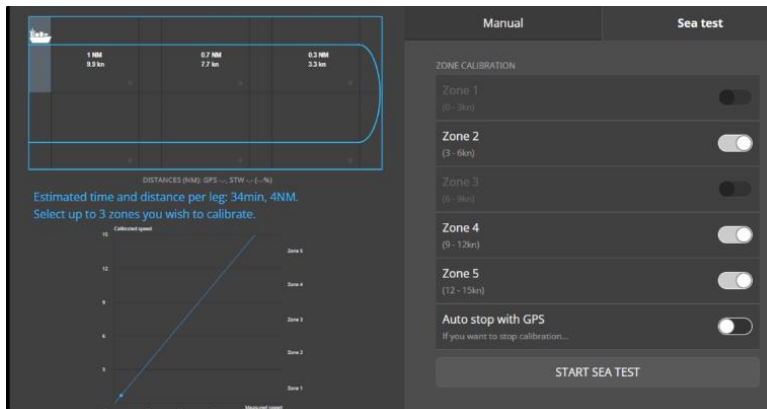 1 NM
9.9 kn
0.7 NM
7.7 kn
0.3 NM
3.3 kn
DISTANCES (NM): GPS -.-, STW -.- (-.-%)
Estimated time and distance per leg: 34min, 4NM.
Select up to 3 zones you wish to calibrate.
Calibrated speed
15
12
9
6
3
Zone 5
Zone 4
Zone 3
Zone 2
Zone 1
Measured speed
Manual
Sea test
ZONE CALIBRATION
Zone 1
(0 - 3kn)
Zone 2
(3 - 6kn)
Zone 3
(6 - 9kn)
Zone 4
(9 - 12kn)
Zone 5
(12 - 15kn)
Auto stop with GPS
If you want to stop calibration...
START SEA TEST